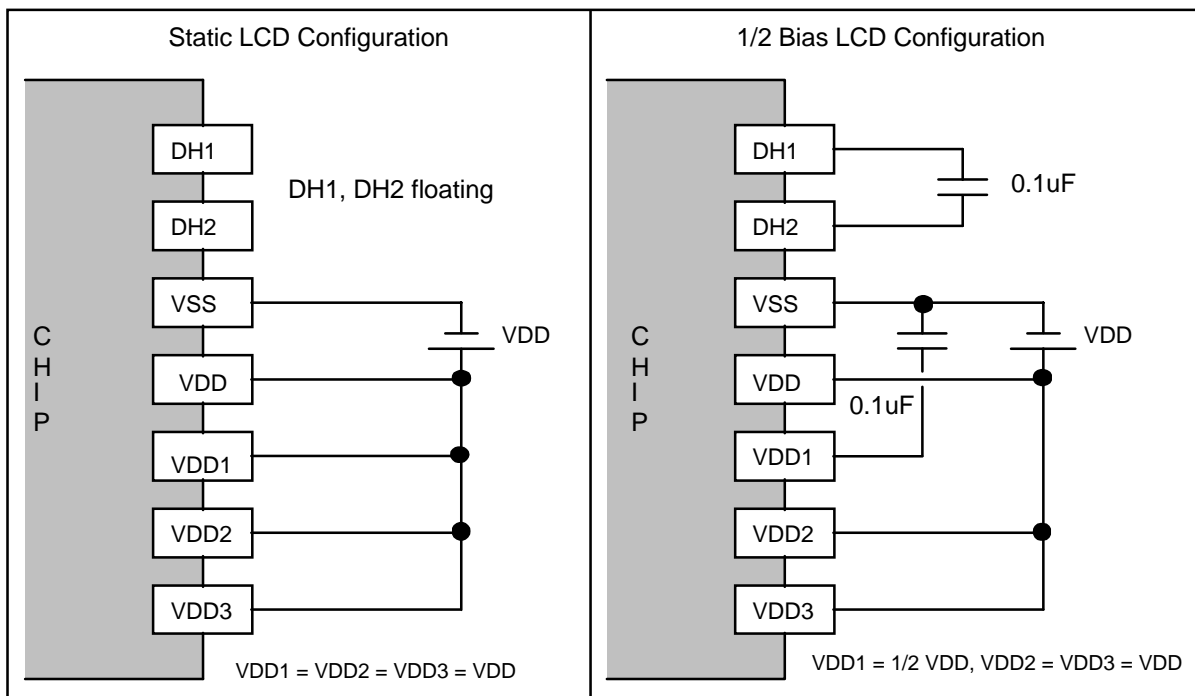 Static LCD Configuration
DH1
DH2
DH1, DH2 floating
VSS
VDD
VDD
VDD1
VDD2
VDD3
CHIP
VDD1 = VDD2 = VDD3 = VDD
1/2 Bias LCD Configuration
DH1
0.1uF
DH2
VSS
VDD
VDD
0.1uF
VDD1
VDD2
VDD3
CHIP
VDD1 = 1/2 VDD, VDD2 = VDD3 = VDD